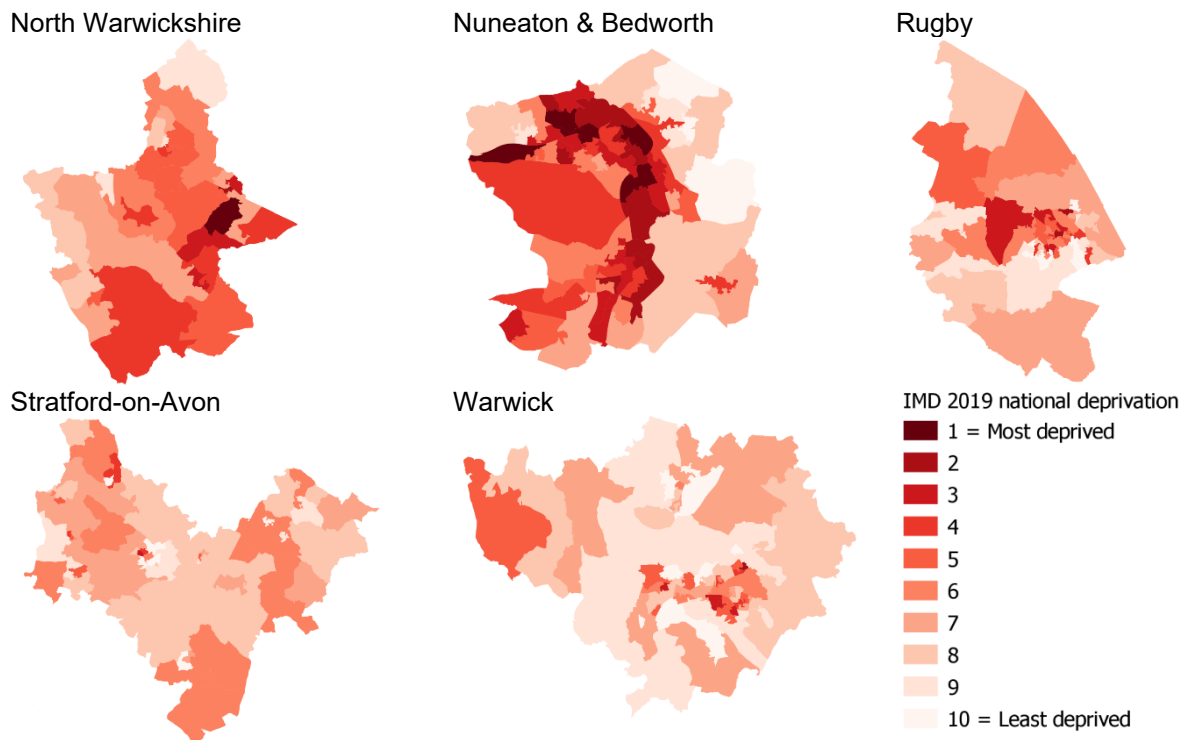 North Warwickshire
Nuneaton & Bedworth
Rugby
Stratford-on-Avon
Warwick
IMD 2019 national deprivation
1 = Most deprived
2
3
4
5
6
7
8
9
10 = Least deprived